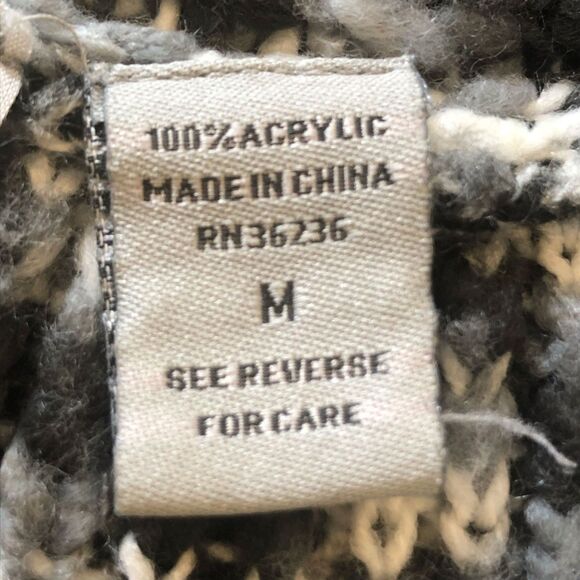 100%ACRYLIC
MADE IN CHINA
RN36236
M
SEE REVERSE
FOR CARE